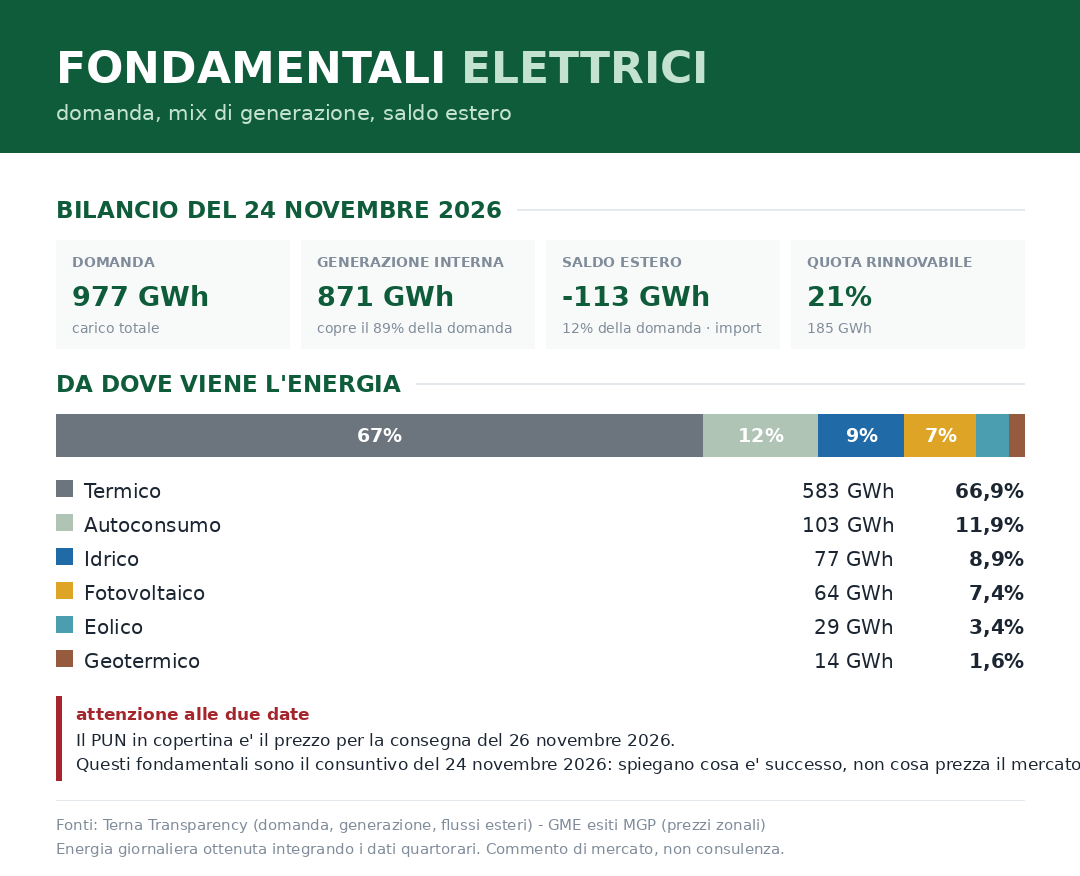 FONDAMENTALI ELETTRICI
domanda, mix di generazione, saldo estero
BILANCIO DEL 24 NOVEMBRE 2026
DOMANDA
977 GWh
carico totale
GENERAZIONE INTERNA
871 GWh
copre il 89% della domanda
SALDO ESTERO
-113 GWh
12% della domanda · import
QUOTA RINNOVABILE
21%
185 GWh
DA DOVE VIENE L'ENERGIA
67% 12% 9% 7%
Termico 583 GWh 66,9%
Autoconsumo 103 GWh 11,9%
Idrico 77 GWh 8,9%
Fotovoltaico 64 GWh 7,4%
Eolico 29 GWh 3,4%
Geotermico 14 GWh 1,6%
attenzione alle due date
Il PUN in copertina e' il prezzo per la consegna del 26 novembre 2026.
Questi fondamentali sono il consuntivo del 24 novembre 2026: spiegano cosa e' successo, non cosa prezza il mercato
Fonti: Terna Transparency (domanda, generazione, flussi esteri) - GME esiti MGP (prezzi zonali)
Energia giornaliera ottenuta integrando i dati quartorari. Commento di mercato, non consulenza.